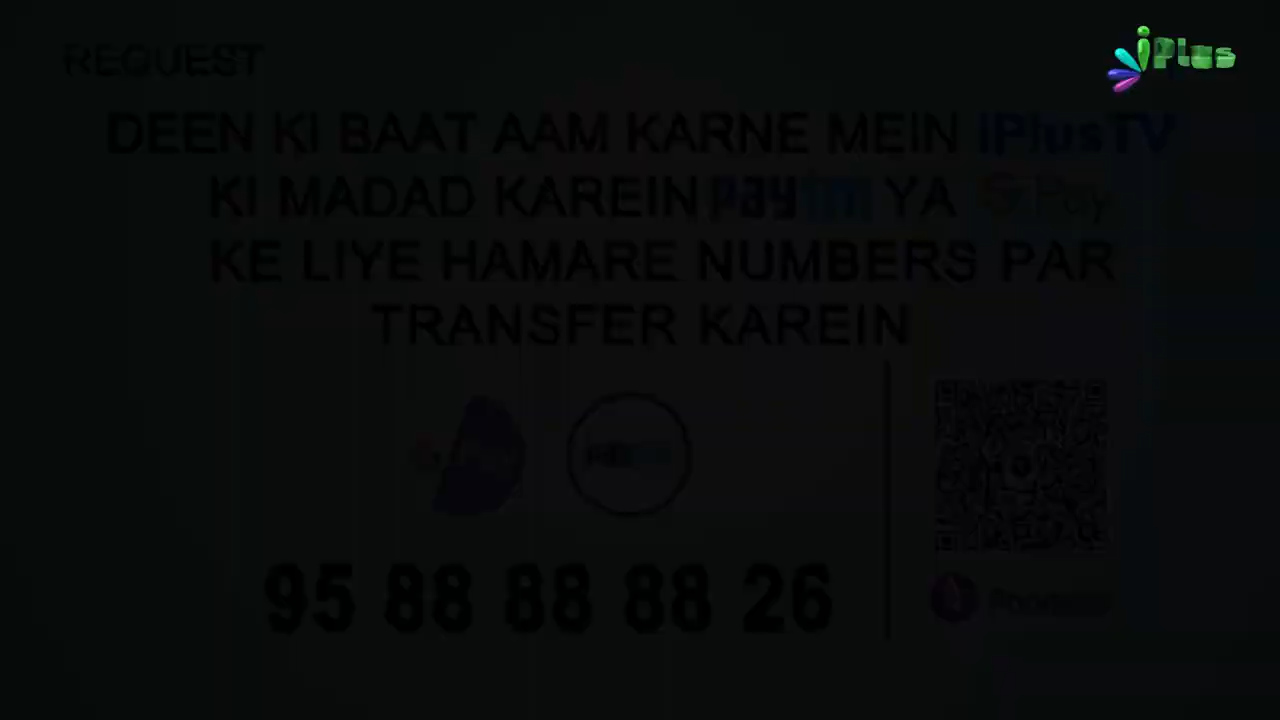 iPlus
REQUEST
DEEN KI BAAT AAM KARNE MEIN iPlusTV
KI MADAD KAREIN paytm YA G Pay
KE LIYE HAMARE NUMBERS PAR
TRANSFER KAREIN
95 88 88 88 26